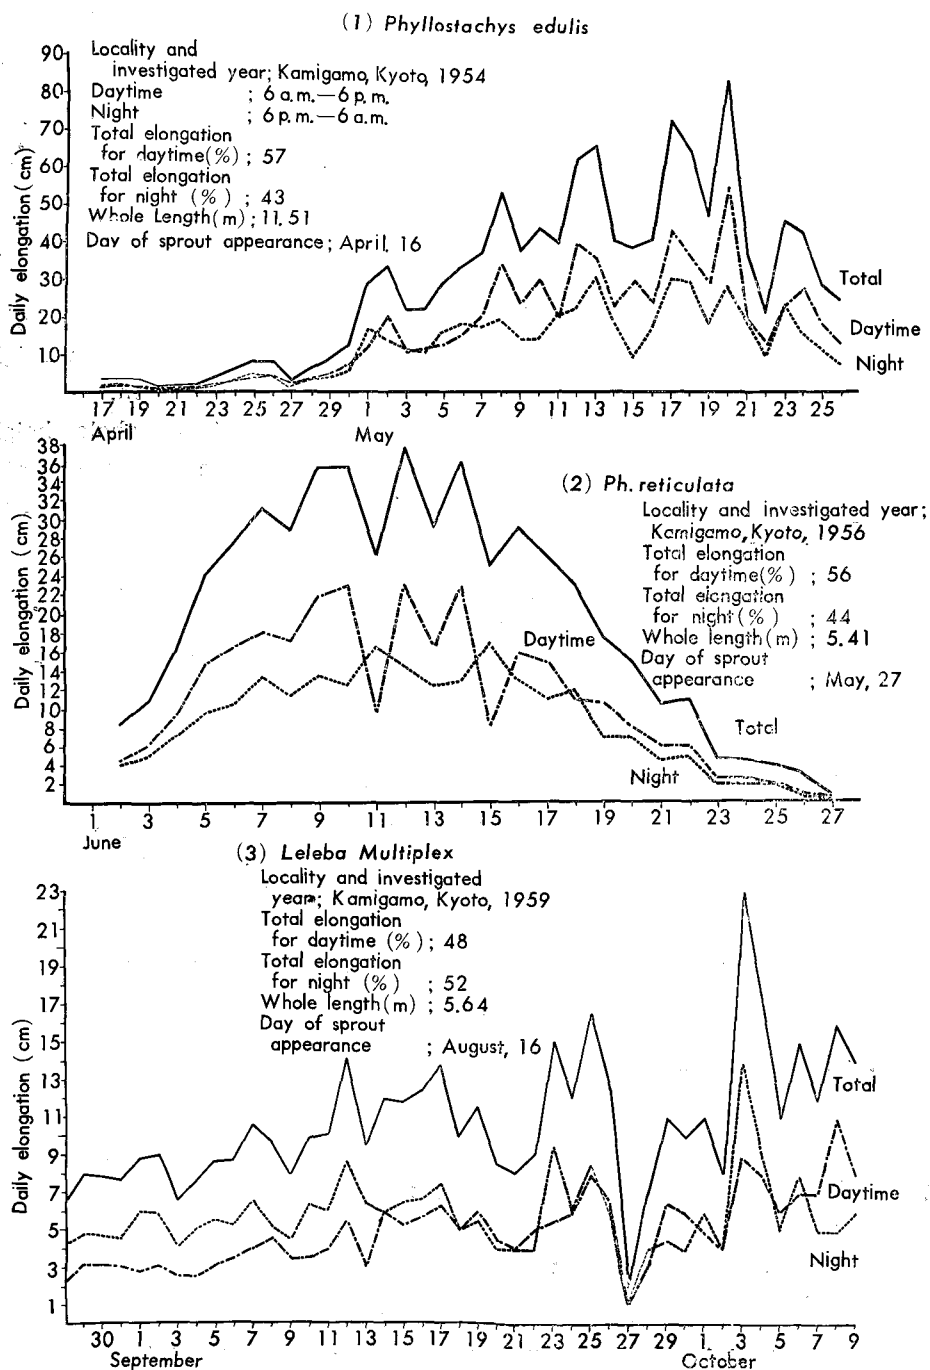 (1) Phyllostachys edulis
Locality and
investigated year; Kamigamo, Kyoto, 1954
Daytime ; 6 a.m.—6 p.m.
Night ; 6 p.m.—6 a.m.
Total elongation
for daytime(%) ; 57
Total elongation
for night (%) ; 43
Whole Length(m) ; 11.51
Day of sprout appearance ; April, 16
Daily elongation (cm)
90
80
70
60
50
40
30
20
10
Total
Daytime
Night
17 19 21 23 25 27 29 1 3 5 7 9 11 13 15 17 19 21 23 25
April May
(2) Ph. reticulata
Locality and investigated year;
Kamigamo, Kyoto, 1956
Total elongation
for daytime(%) ; 56
Total elongation
for night(%) ; 44
Whole length(m) ; 5.41
Day of sprout
appearance ; May, 27
Daily elongation (cm)
38
36
34
32
30
28
26
24
22
20
18
16
14
12
10
8
6
4
2
Daytime
Total
Night
1 3 5 7 9 11 13 15 17 19 21 23 25 27
June
(3) Leleba Multiplex
Locality and investigated
year; Kamigamo, Kyoto, 1959
Total elongation
for daytime (%) ; 48
Total elongation
for night (%) ; 52
Whole length(m) ; 5.64
Day of sprout
appearance ; August, 16
Daily elongation (cm)
23
21
19
17
15
13
11
9
7
5
3
1
Total
Daytime
Night
30 1 3 5 7 9 11 13 15 17 19 21 23 25 27 29 1 3 5 7 9
September October